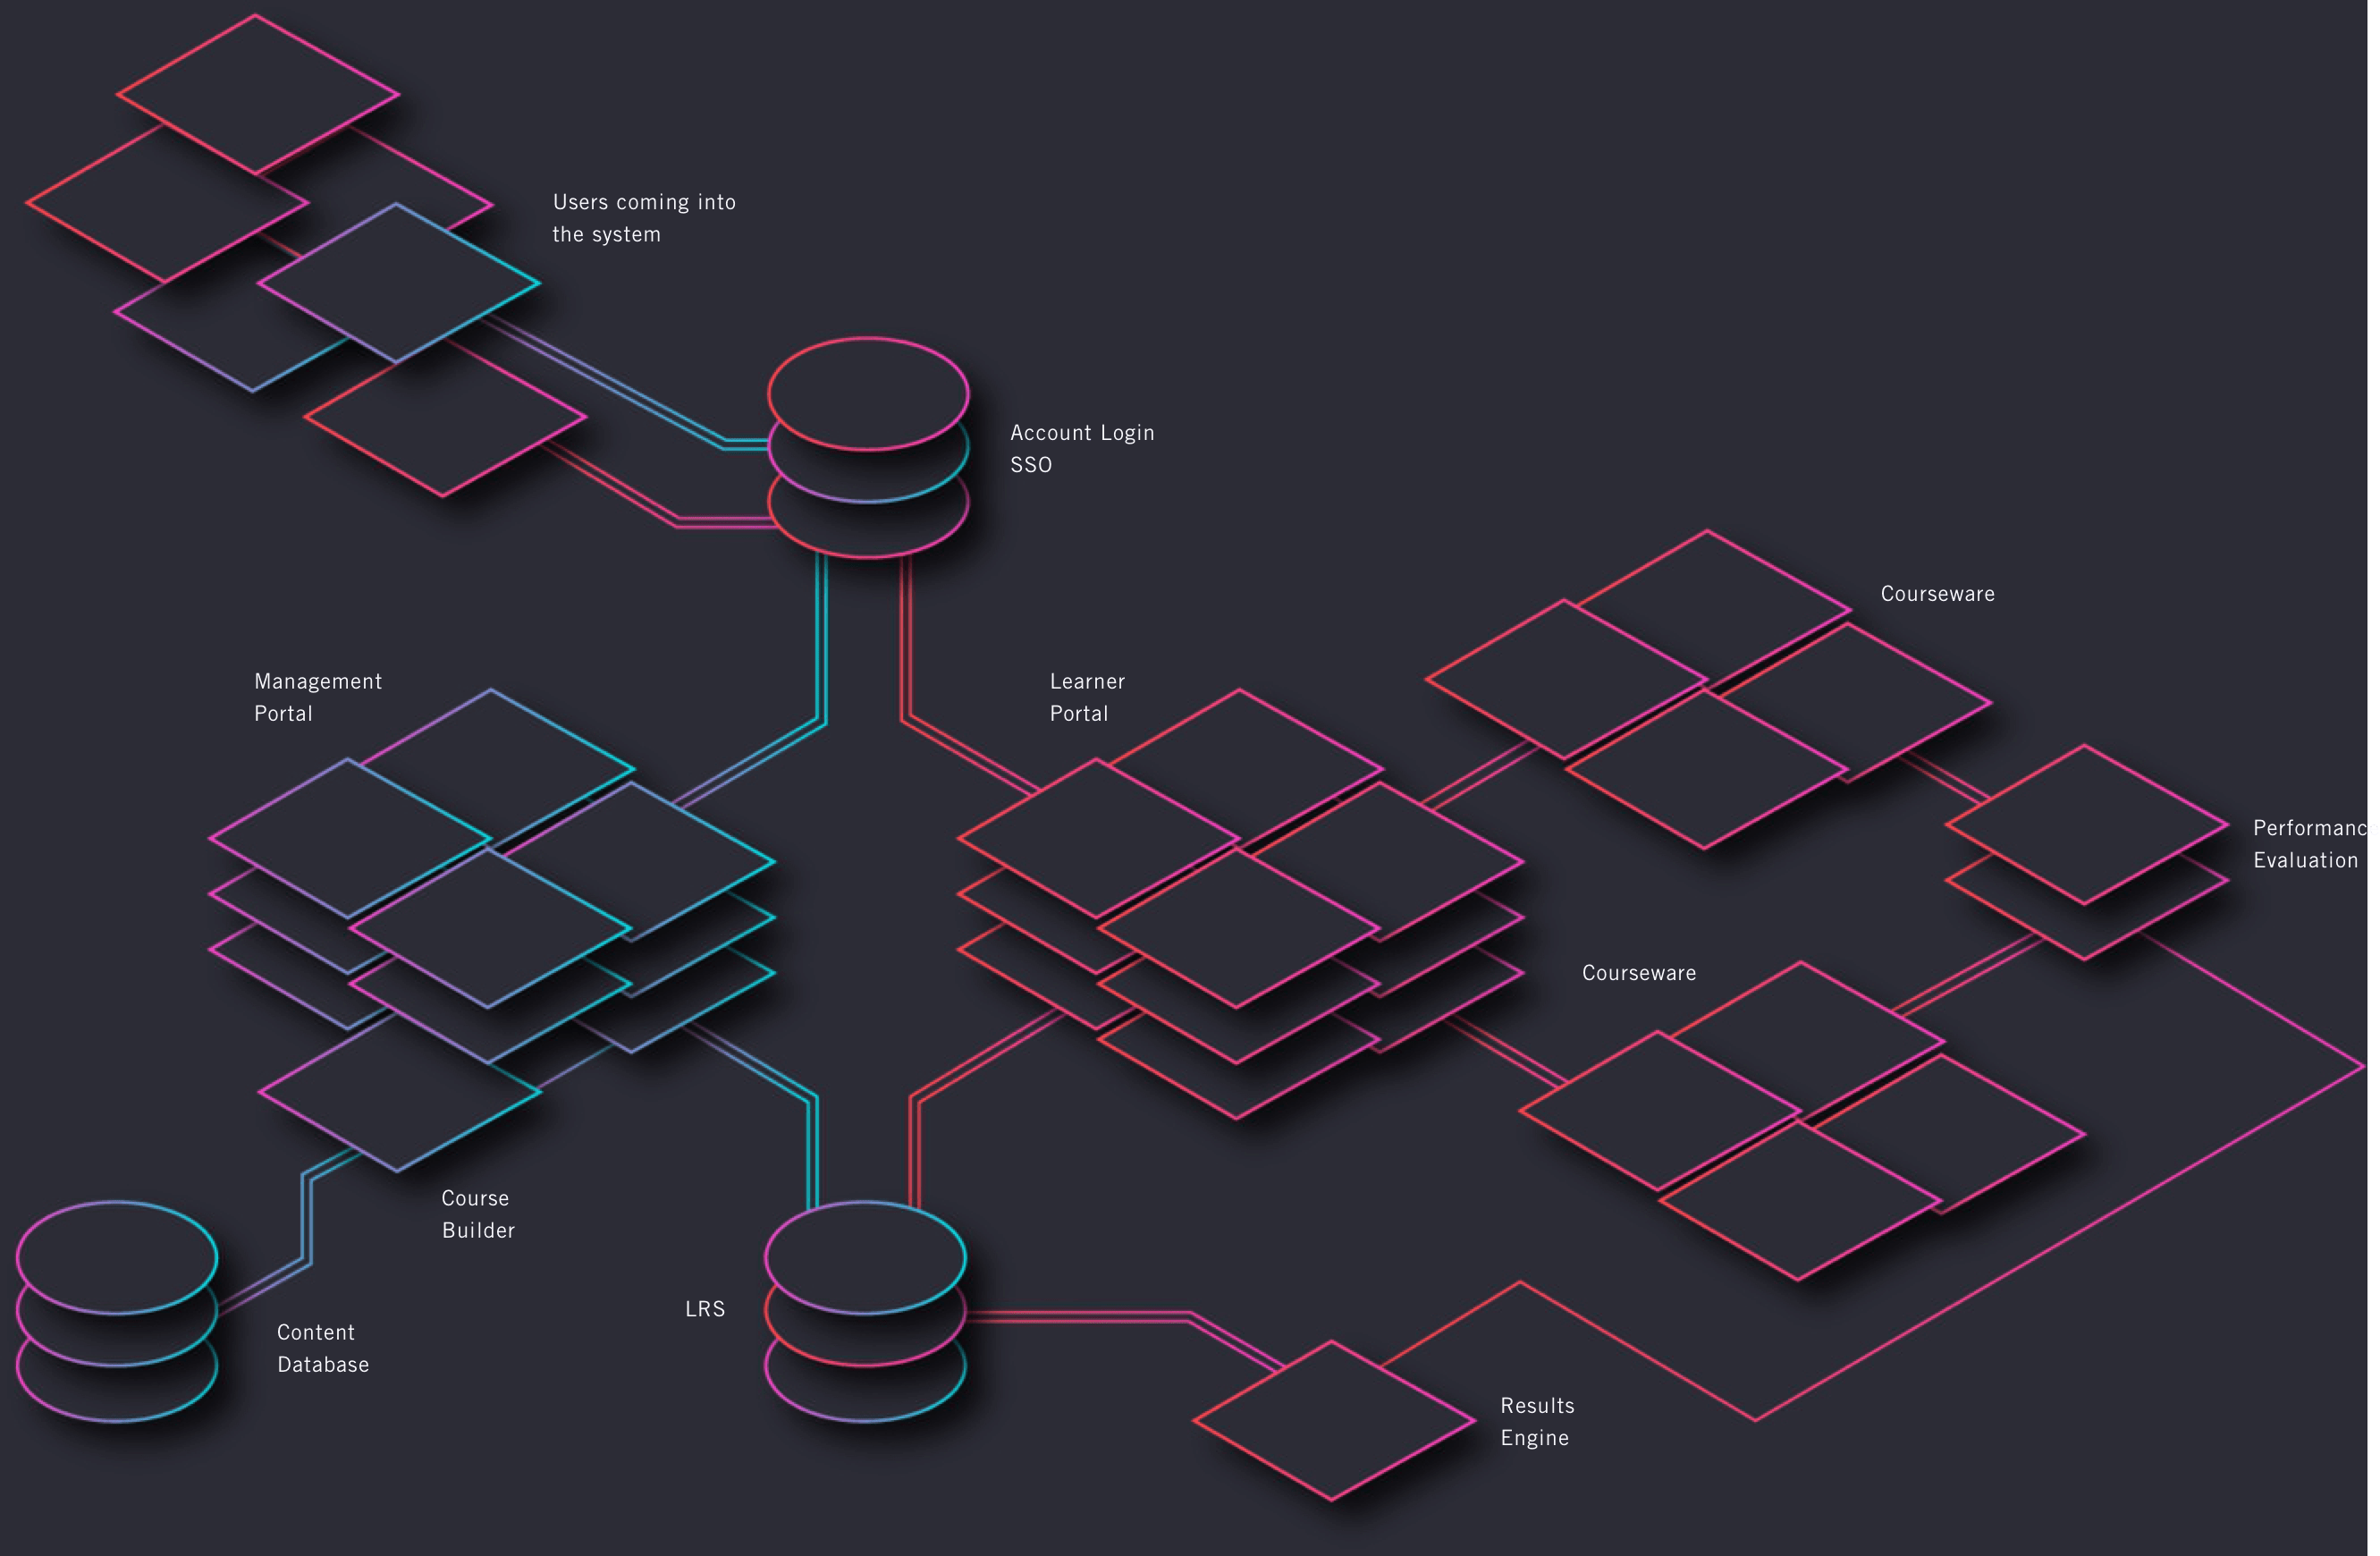 Users coming into
the system
Account Login
SSO
Courseware
Management
Portal
Learner
Portal
Performanc
Evaluation
Courseware
Course
Builder
LRS
Content
Database
Results
Engine